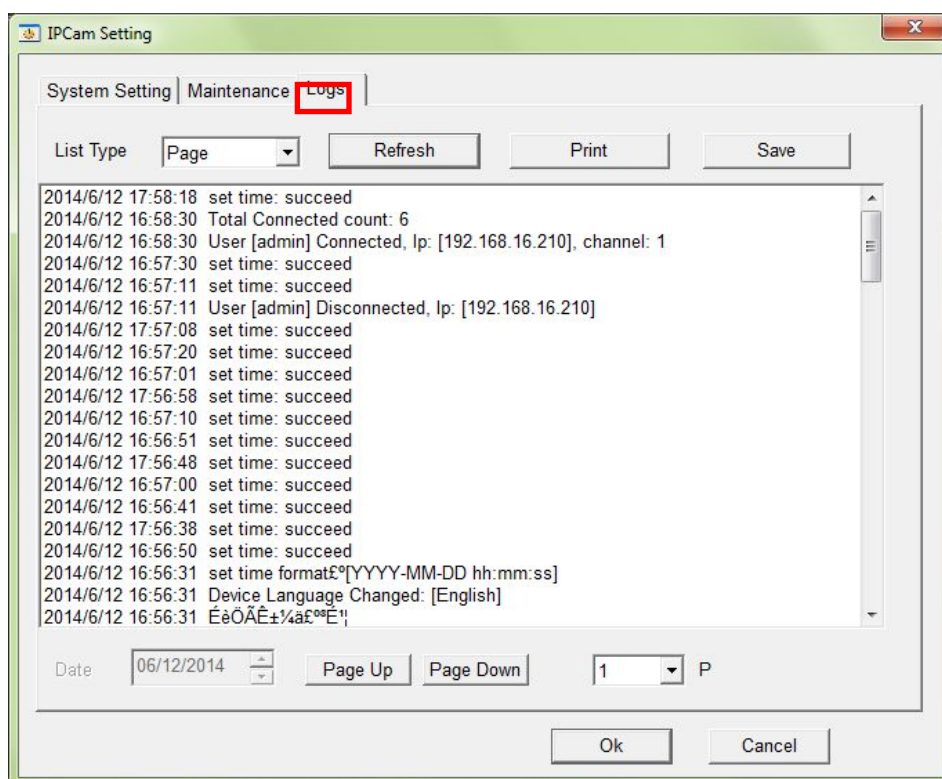 IPCam Setting
System Setting Maintenance Logs
List Type Page Refresh Print Save
2014/6/12 17:58:18 set time: succeed
2014/6/12 16:58:30 Total Connected count: 6
2014/6/12 16:58:30 User [admin] Connected, Ip: [192.168.16.210], channel: 1
2014/6/12 16:57:30 set time: succeed
2014/6/12 16:57:11 set time: succeed
2014/6/12 16:57:11 User [admin] Disconnected, Ip: [192.168.16.210]
2014/6/12 17:57:08 set time: succeed
2014/6/12 16:57:20 set time: succeed
2014/6/12 16:57:01 set time: succeed
2014/6/12 17:56:58 set time: succeed
2014/6/12 16:57:10 set time: succeed
2014/6/12 16:56:51 set time: succeed
2014/6/12 17:56:48 set time: succeed
2014/6/12 16:57:00 set time: succeed
2014/6/12 16:56:41 set time: succeed
2014/6/12 17:56:38 set time: succeed
2014/6/12 16:56:50 set time: succeed
2014/6/12 16:56:31 set time format£º[YYYY-MM-DD hh:mm:ss]
2014/6/12 16:56:31 Device Language Changed: [English]
2014/6/12 16:56:31 ÉèÖÃÊ±¼ä£º³É¹¦
Date 06/12/2014 Page Up Page Down 1 P
Ok Cancel